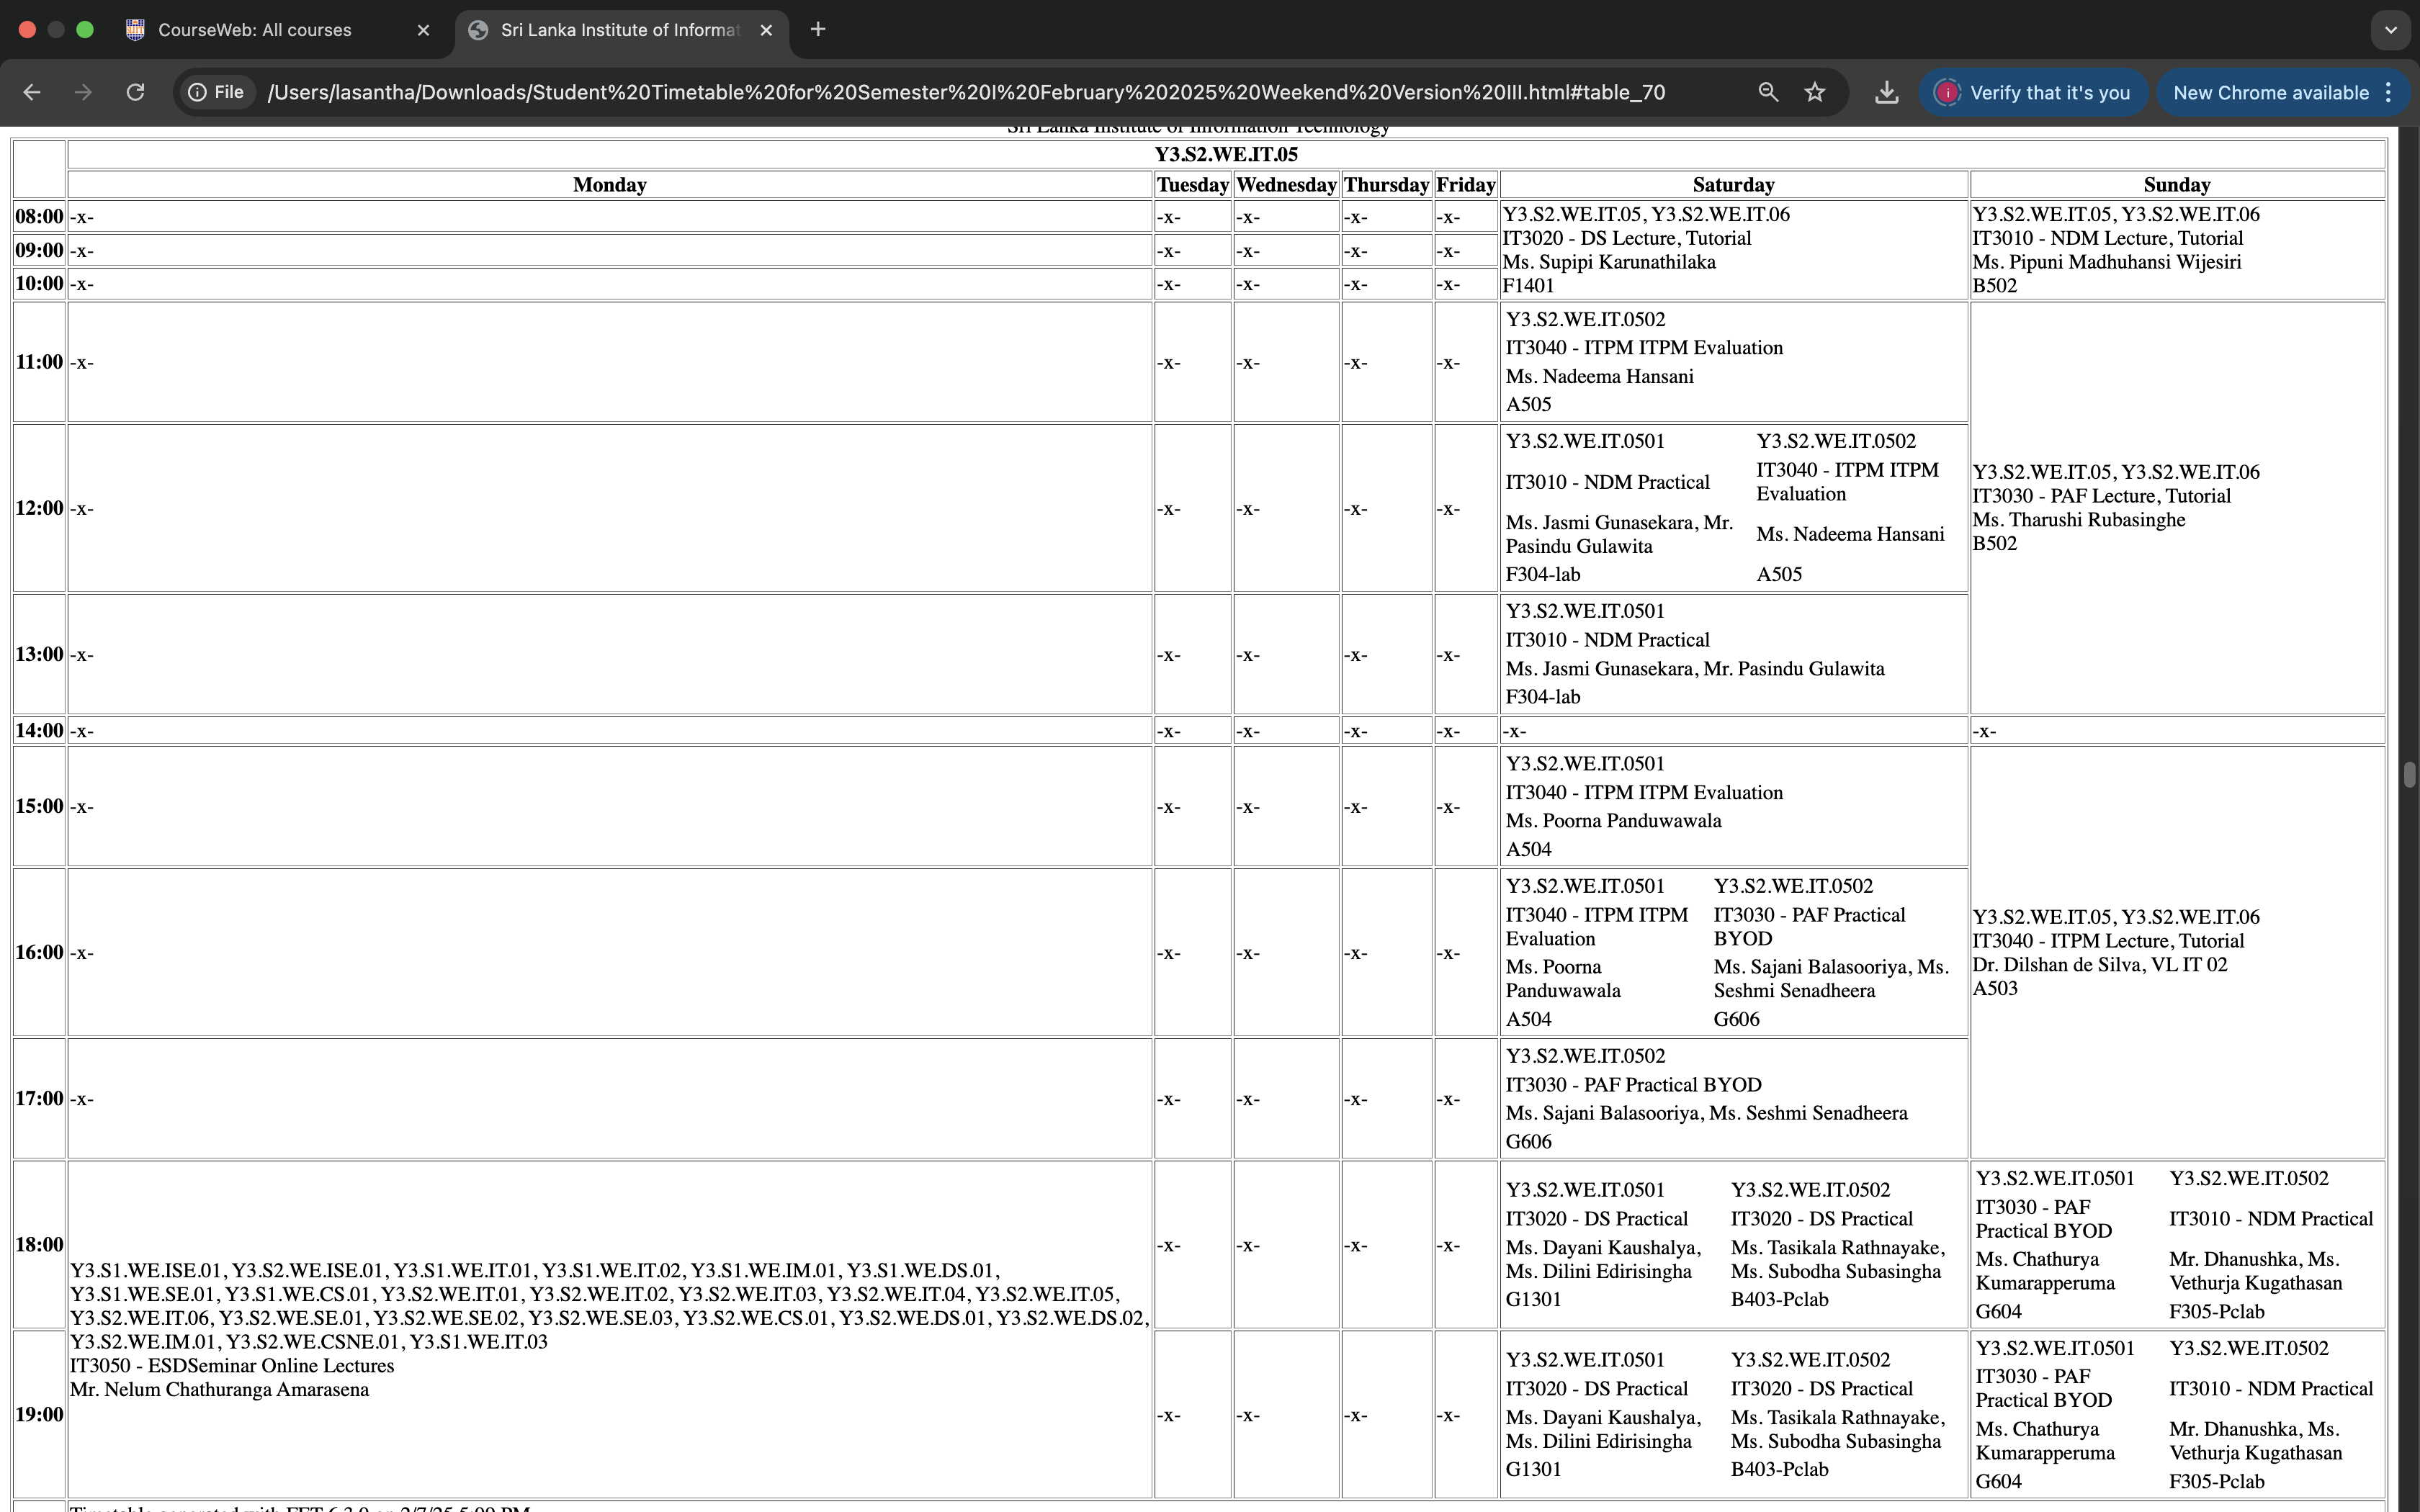 CourseWeb: All courses
Sri Lanka Institute of Informat
File /Users/lasantha/Downloads/Student%20Timetable%20for%20Semester%20I%20February%202025%20Weekend%20Version%20III.html#table_70
Verify that it's you
New Chrome available
Sri Lanka Institute of Information Technology
Y3.S2.WE.IT.05
Monday Tuesday Wednesday Thursday Friday Saturday Sunday
08:00 -x- -x- -x- -x- -x-
09:00 -x- -x- -x- -x- -x-
10:00 -x- -x- -x- -x- -x-
Y3.S2.WE.IT.05, Y3.S2.WE.IT.06
IT3020 - DS Lecture, Tutorial
Ms. Supipi Karunathilaka
F1401
Y3.S2.WE.IT.05, Y3.S2.WE.IT.06
IT3010 - NDM Lecture, Tutorial
Ms. Pipuni Madhuhansi Wijesiri
B502
11:00 -x- -x- -x- -x- -x-
Y3.S2.WE.IT.0502
IT3040 - ITPM ITPM Evaluation
Ms. Nadeema Hansani
A505
Y3.S2.WE.IT.05, Y3.S2.WE.IT.06
IT3030 - PAF Lecture, Tutorial
Ms. Tharushi Rubasinghe
B502
12:00 -x- -x- -x- -x- -x-
Y3.S2.WE.IT.0501
IT3010 - NDM Practical
Ms. Jasmi Gunasekara, Mr.
Pasindu Gulawita
F304-lab
Y3.S2.WE.IT.0502
IT3040 - ITPM ITPM
Evaluation
Ms. Nadeema Hansani
A505
13:00 -x- -x- -x- -x- -x-
Y3.S2.WE.IT.0501
IT3010 - NDM Practical
Ms. Jasmi Gunasekara, Mr. Pasindu Gulawita
F304-lab
14:00 -x- -x- -x- -x- -x- -x- -x-
15:00 -x- -x- -x- -x- -x-
Y3.S2.WE.IT.0501
IT3040 - ITPM ITPM Evaluation
Ms. Poorna Panduwawala
A504
Y3.S2.WE.IT.05, Y3.S2.WE.IT.06
IT3040 - ITPM Lecture, Tutorial
Dr. Dilshan de Silva, VL IT 02
A503
16:00 -x- -x- -x- -x- -x-
Y3.S2.WE.IT.0501
IT3040 - ITPM ITPM
Evaluation
Ms. Poorna
Panduwawala
A504
Y3.S2.WE.IT.0502
IT3030 - PAF Practical
BYOD
Ms. Sajani Balasooriya, Ms.
Seshmi Senadheera
G606
17:00 -x- -x- -x- -x- -x-
Y3.S2.WE.IT.0502
IT3030 - PAF Practical BYOD
Ms. Sajani Balasooriya, Ms. Seshmi Senadheera
G606
18:00
Y3.S1.WE.ISE.01, Y3.S2.WE.ISE.01, Y3.S1.WE.IT.01, Y3.S1.WE.IT.02, Y3.S1.WE.IM.01, Y3.S1.WE.DS.01,
Y3.S1.WE.SE.01, Y3.S1.WE.CS.01, Y3.S2.WE.IT.01, Y3.S2.WE.IT.02, Y3.S2.WE.IT.03, Y3.S2.WE.IT.04, Y3.S2.WE.IT.05,
Y3.S2.WE.IT.06, Y3.S2.WE.SE.01, Y3.S2.WE.SE.02, Y3.S2.WE.SE.03, Y3.S2.WE.CS.01, Y3.S2.WE.DS.01, Y3.S2.WE.DS.02,
Y3.S2.WE.IM.01, Y3.S2.WE.CSNE.01, Y3.S1.WE.IT.03
IT3050 - ESDSeminar Online Lectures
Mr. Nelum Chathuranga Amarasena
-x- -x- -x- -x-
Y3.S2.WE.IT.0501
IT3020 - DS Practical
Ms. Dayani Kaushalya,
Ms. Dilini Edirisingha
G1301
Y3.S2.WE.IT.0502
IT3020 - DS Practical
Ms. Tasikala Rathnayake,
Ms. Subodha Subasingha
B403-Pclab
Y3.S2.WE.IT.0501
IT3030 - PAF
Practical BYOD
Ms. Chathurya
Kumarapperuma
G604
Y3.S2.WE.IT.0502
IT3010 - NDM Practical
Mr. Dhanushka, Ms.
Vethurja Kugathasan
F305-Pclab
19:00 -x- -x- -x- -x-
Y3.S2.WE.IT.0501
IT3020 - DS Practical
Ms. Dayani Kaushalya,
Ms. Dilini Edirisingha
G1301
Y3.S2.WE.IT.0502
IT3020 - DS Practical
Ms. Tasikala Rathnayake,
Ms. Subodha Subasingha
B403-Pclab
Y3.S2.WE.IT.0501
IT3030 - PAF
Practical BYOD
Ms. Chathurya
Kumarapperuma
G604
Y3.S2.WE.IT.0502
IT3010 - NDM Practical
Mr. Dhanushka, Ms.
Vethurja Kugathasan
F305-Pclab
Timetable generated with FET 6.3.0 on 2/7/25 5:09 PM